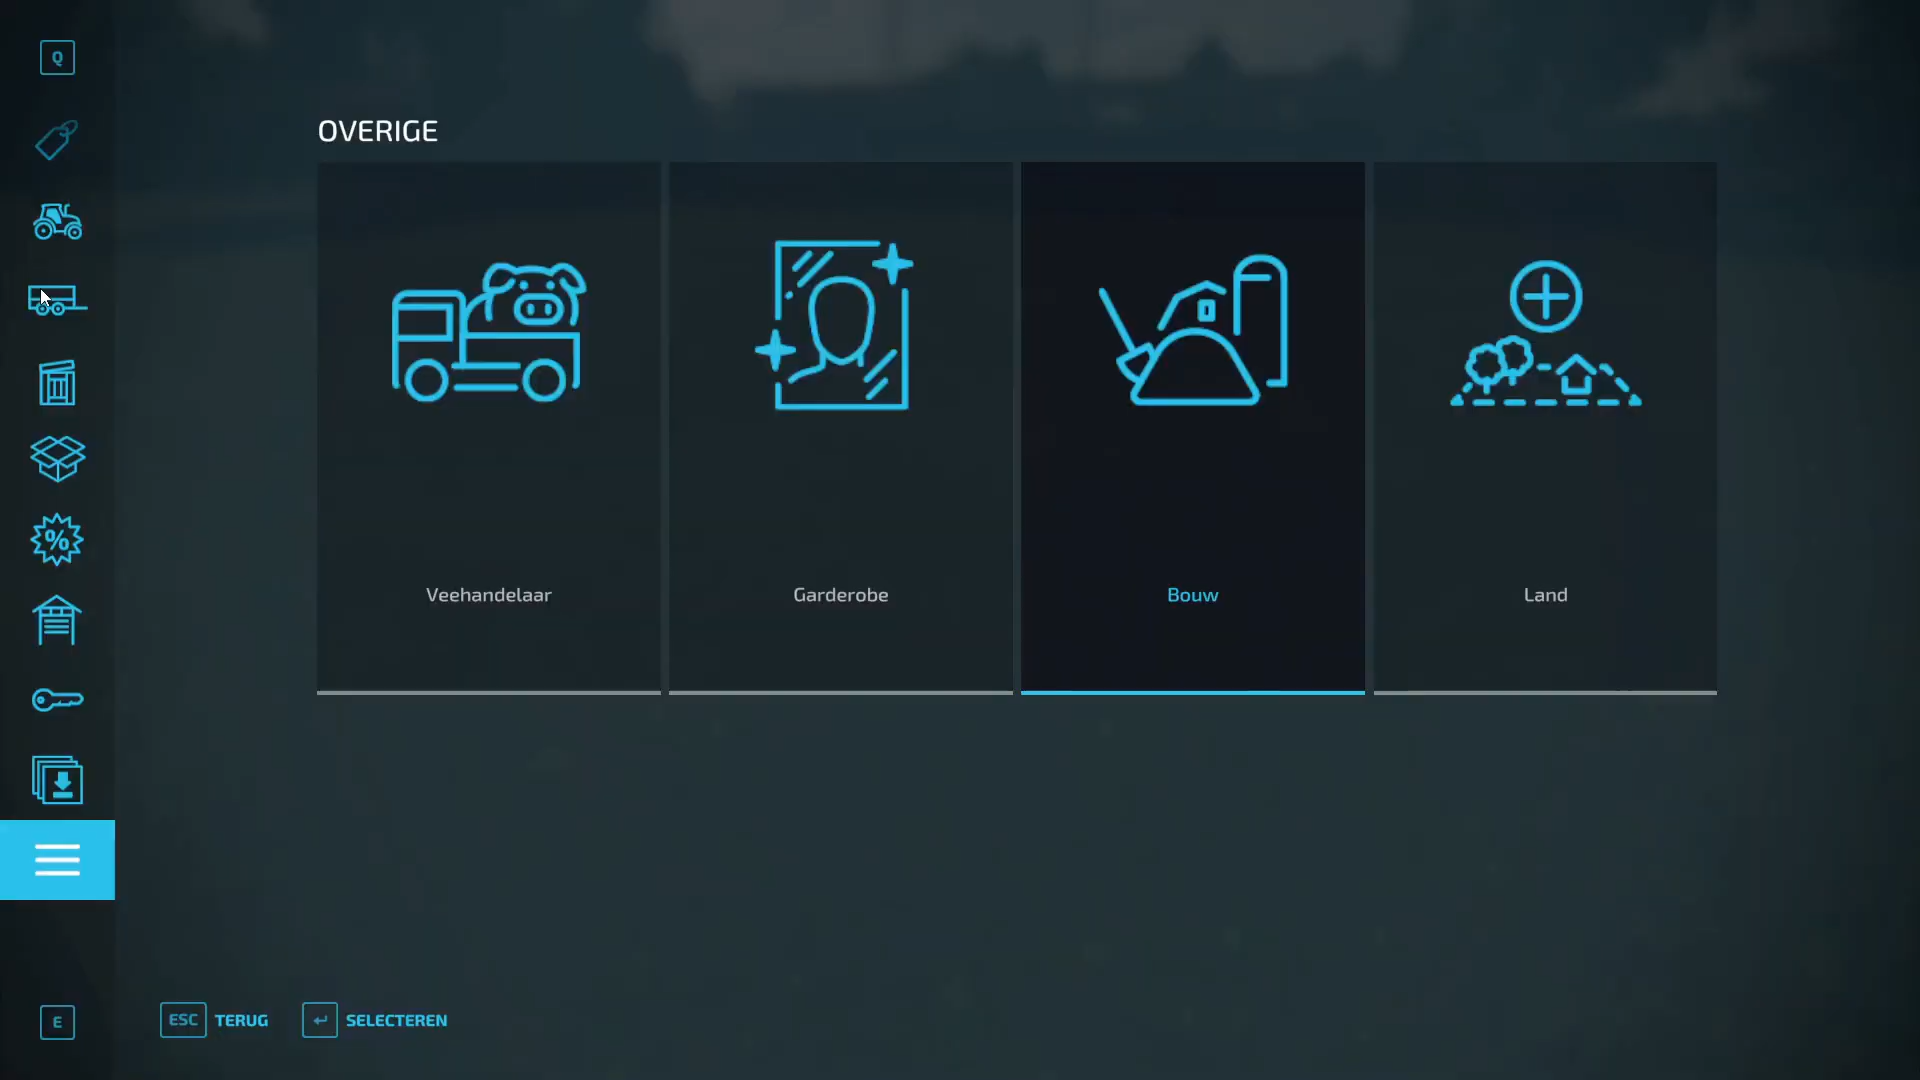 Q
OVERIGE
%
Veehandelaar
Garderobe
Bouw
Land
E
ESC TERUG
SELECTEREN